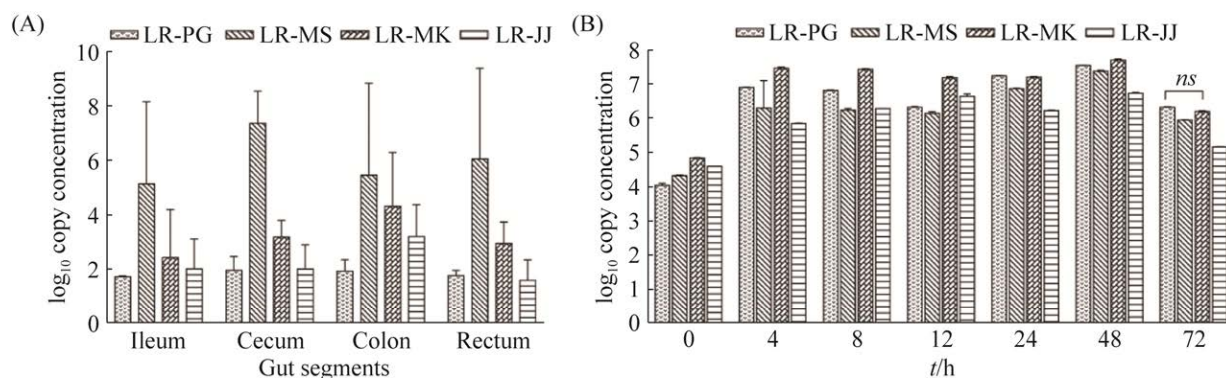 (A)
LR-PG LR-MS LR-MK LR-JJ
10
8
6
4
2
0
log₁₀ copy concentration
Ileum Cecum Colon Rectum
Gut segments
(B)
LR-PG LR-MS LR-MK LR-JJ
8
7
6
5
4
3
2
1
0
log₁₀ copy concentration
ns
0 4 8 12 24 48 72
t/h